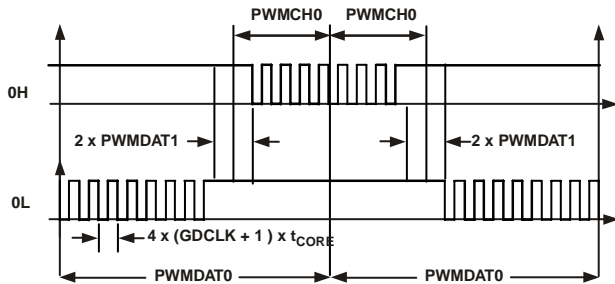 PWMCH0 PWMCH0
0H
2 x PWMDAT1 2 x PWMDAT1
0L
4 x (GDCLK + 1 ) x tCORE
PWMDAT0 PWMDAT0